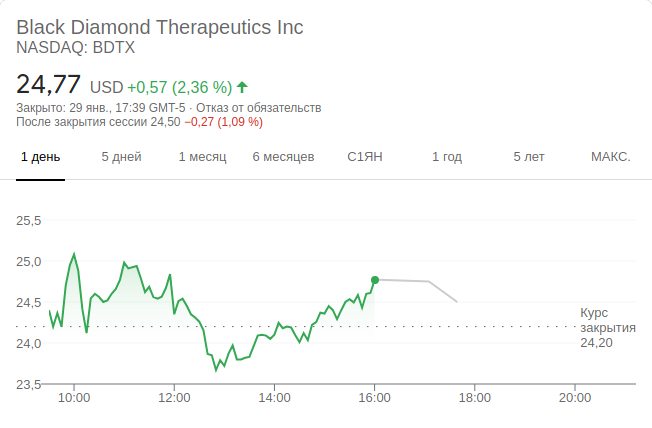 Black Diamond Therapeutics Inc
NASDAQ: BDTX
24,77 USD +0,57 (2,36 %)
Закрыто: 29 янв., 17:39 GMT-5 · Отказ от обязательств
После закрытия сессии 24,50 −0,27 (1,09 %)
1 день 5 дней 1 месяц 6 месяцев С1ЯН 1 год 5 лет МАКС.
25,5
25,0
24,5
Курс
закрытия
24,20
24,0
23,5
10:00 12:00 14:00 16:00 18:00 20:00